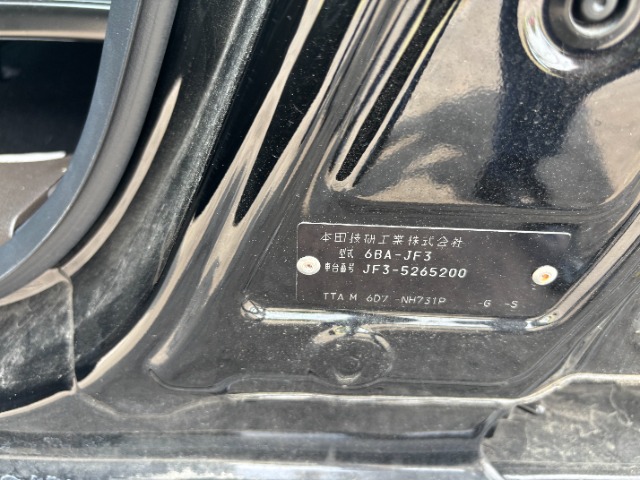 本田技研工業株式会社
型式 6BA-JF3
車台番号 JF3-5265200
TTA M 6D7 -NH731P -G -S